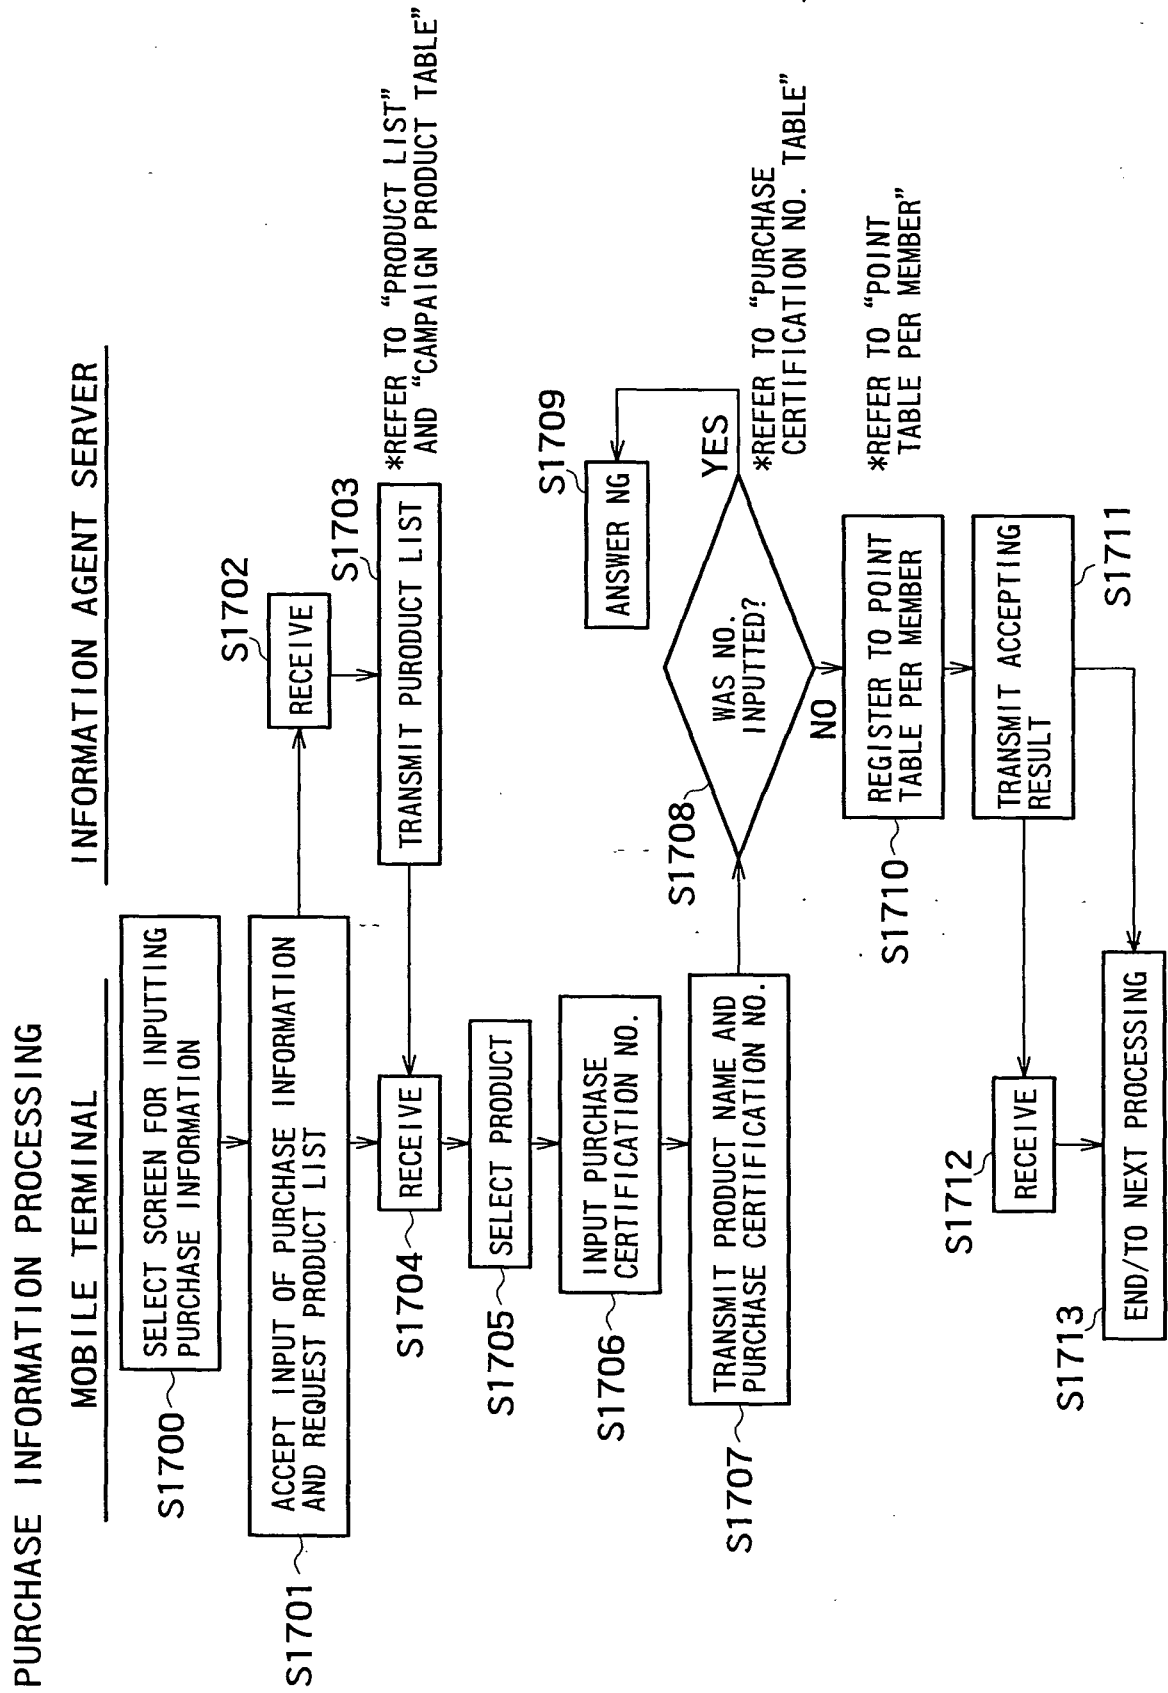 PURCHASE INFORMATION PROCESSING
MOBILE TERMINAL
INFORMATION AGENT SERVER
S1700
SELECT SCREEN FOR INPUTTING
PURCHASE INFORMATION
S1701
ACCEPT INPUT OF PURCHASE INFORMATION
AND REQUEST PRODUCT LIST
S1702
RECEIVE
S1703
TRANSMIT PURODUCT LIST
*REFER TO “PRODUCT LIST”
AND “CAMPAIGN PRODUCT TABLE”
S1704
RECEIVE
S1705
SELECT PRODUCT
S1706
INPUT PURCHASE
CERTIFICATION NO.
S1707
TRANSMIT PRODUCT NAME AND
PURCHASE CERTIFICATION NO.
S1708
WAS NO.
INPUTTED?
YES
NO
S1709
ANSWER NG
*REFER TO “PURCHASE
CERTIFICATION NO. TABLE”
S1710
REGISTER TO POINT
TABLE PER MEMBER
*REFER TO “POINT
TABLE PER MEMBER”
S1711
TRANSMIT ACCEPTING
RESULT
S1712
RECEIVE
S1713
END/TO NEXT PROCESSING